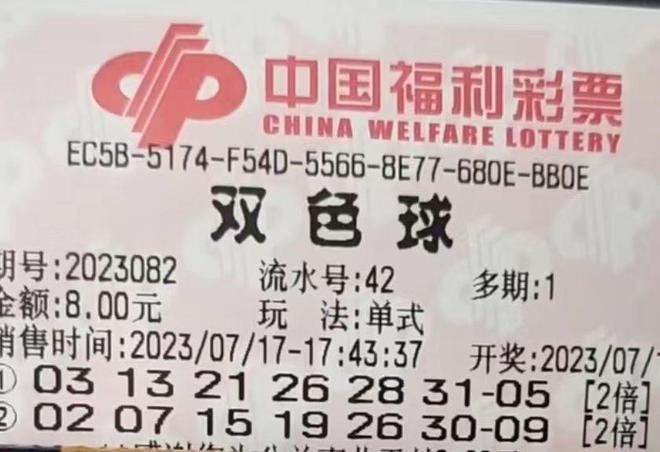 中国福利彩票
CHINA WELFARE LOTTERY
EC5B-5174-F54D-5566-8E77-680E-BB0E
双色球
期号:2023082 流水号:42 多期:1
金额:8.00元 玩 法:单式
销售时间:2023/07/17-17:43:37 开奖:2023/07/
① 03 13 21 26 28 31-05 [2倍]
② 02 07 15 19 26 30-09 [2倍]